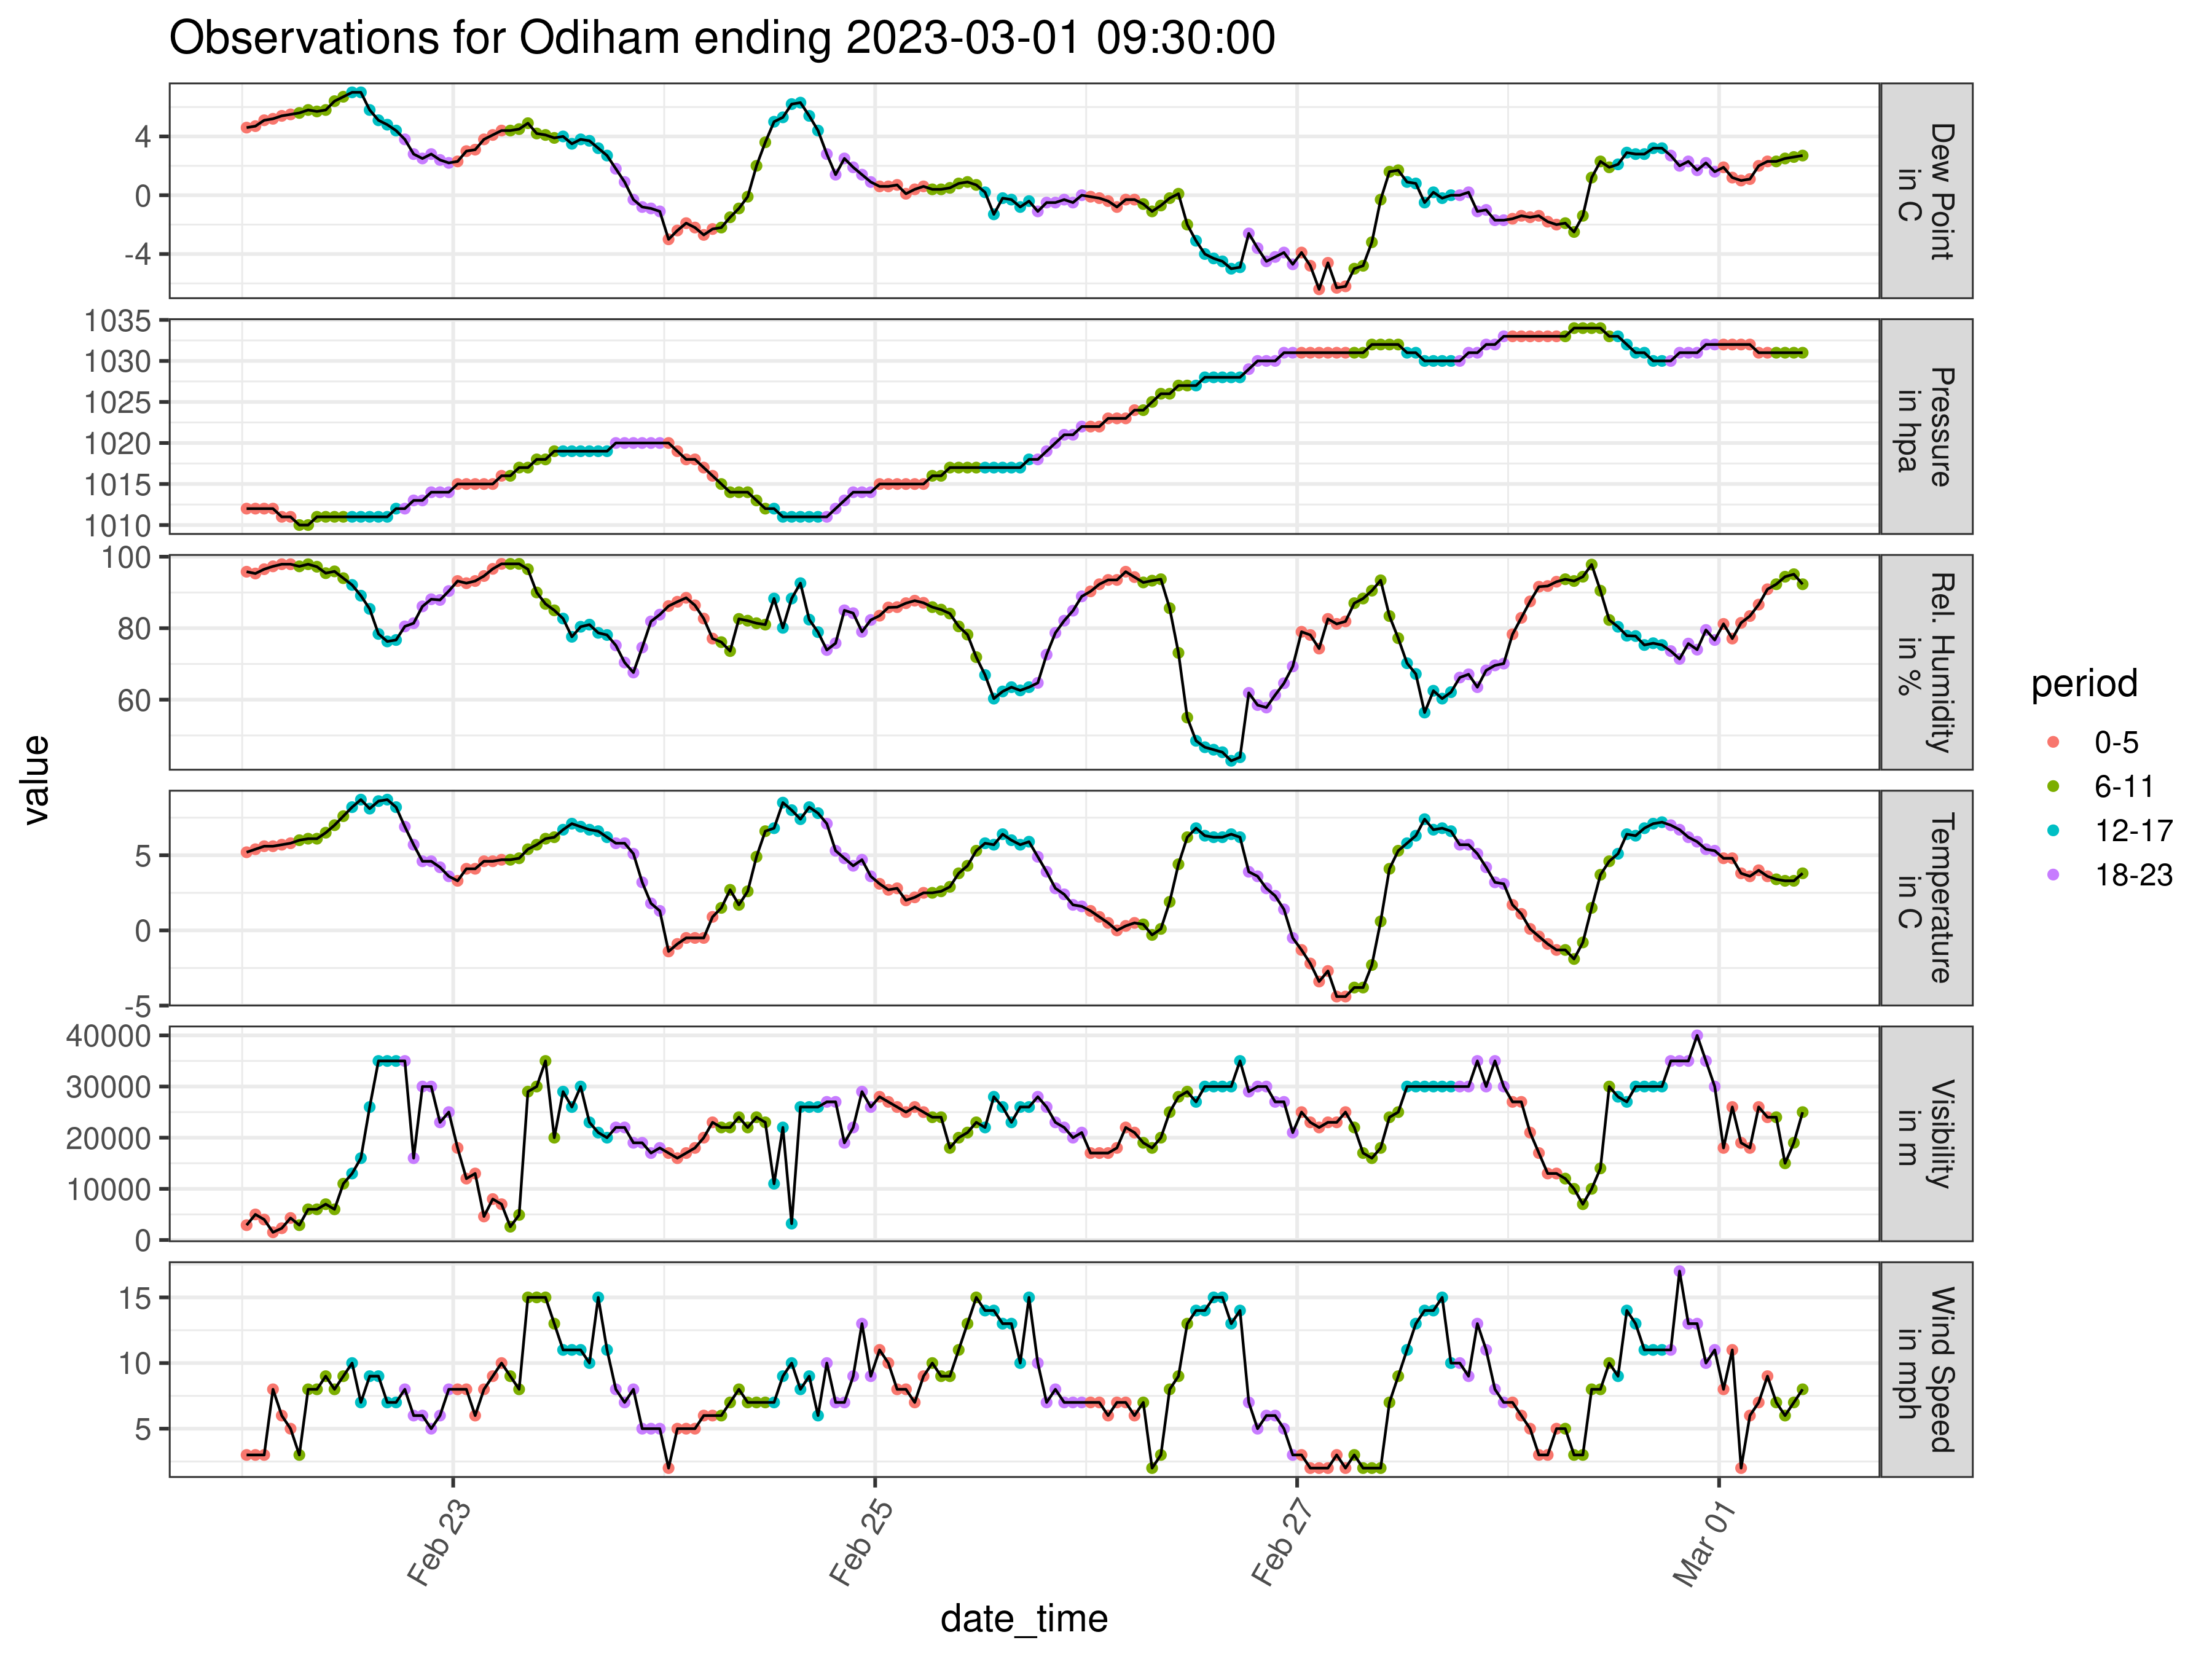 Observations for Odiham ending 2023-03-01 09:30:00
4
0
-4
Dew Point
in C
1035
1030
1025
1020
1015
1010
Pressure
in hpa
100
80
60
Rel. Humidity
in %
5
0
-5
Temperature
in C
40000
30000
20000
10000
0
Visibility
in m
15
10
5
Wind Speed
in mph
value
Feb 23
Feb 25
Feb 27
Mar 01
date_time
period
0-5
6-11
12-17
18-23